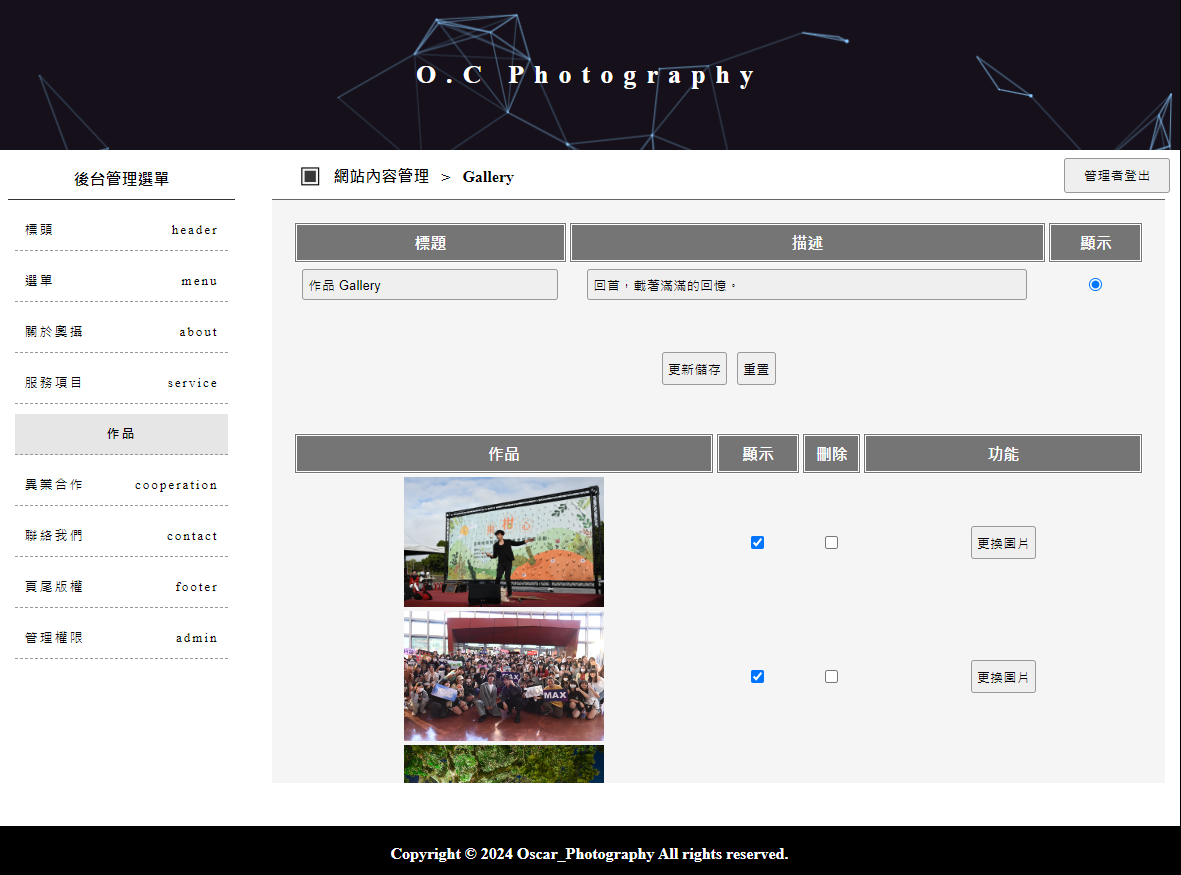 O.C Photography
後台管理選單
標頭 header
選單 menu
關於奧攝 about
服務項目 service
作品
異業合作 cooperation
聯絡我們 contact
頁尾版權 footer
管理權限 admin
網站內容管理 > Gallery
管理者登出
標題 描述 顯示
作品 Gallery 回首，載著滿滿的回憶。
更新儲存 重置
作品 顯示 刪除 功能
柑心
更換圖片
MAX
MAX
更換圖片
Copyright © 2024 Oscar_Photography All rights reserved.